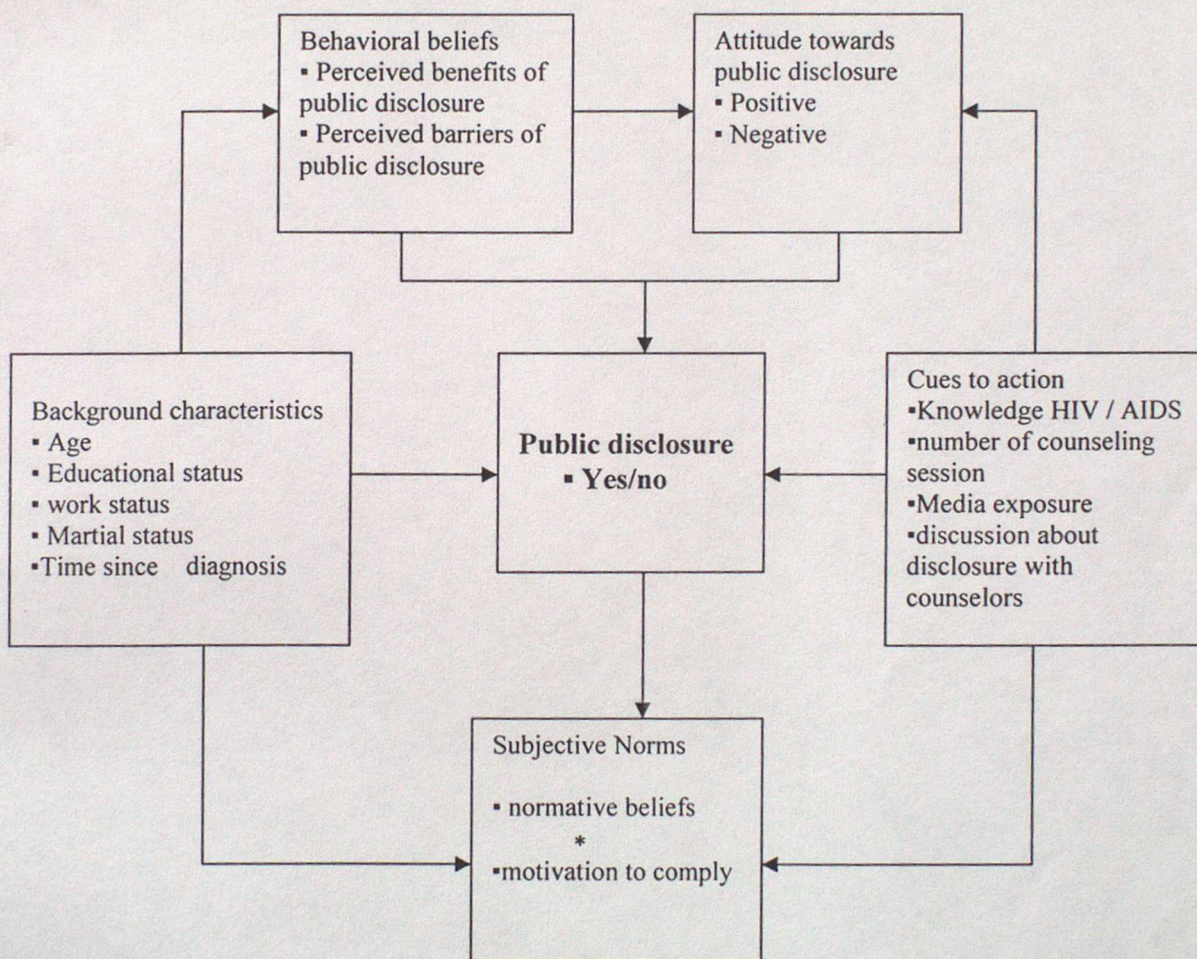 Behavioral beliefs
▪ Perceived benefits of
public disclosure
▪ Perceived barriers of
public disclosure
Attitude towards
public disclosure
▪ Positive
▪ Negative
Background characteristics
▪ Age
▪ Educational status
▪ work status
▪ Martial status
▪Time since diagnosis
Public disclosure
▪ Yes/no
Cues to action
▪Knowledge HIV / AIDS
▪number of counseling
session
▪Media exposure
▪discussion about
disclosure with
counselors
Subjective Norms
▪ normative beliefs
*
▪motivation to comply